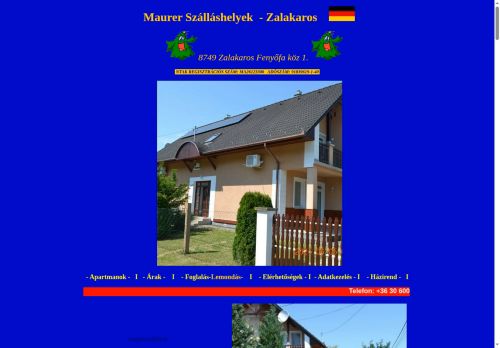 Maurer Szálláshelyek - Zalakaros
8749 Zalakaros Fenyőfa köz 1.
- Apartmanok - I - Árak - I - Foglalás-Lemondás- I - Elérhetőségek - I - Adatkezelés - I - Házirend - I
Telefon: +36 30 600